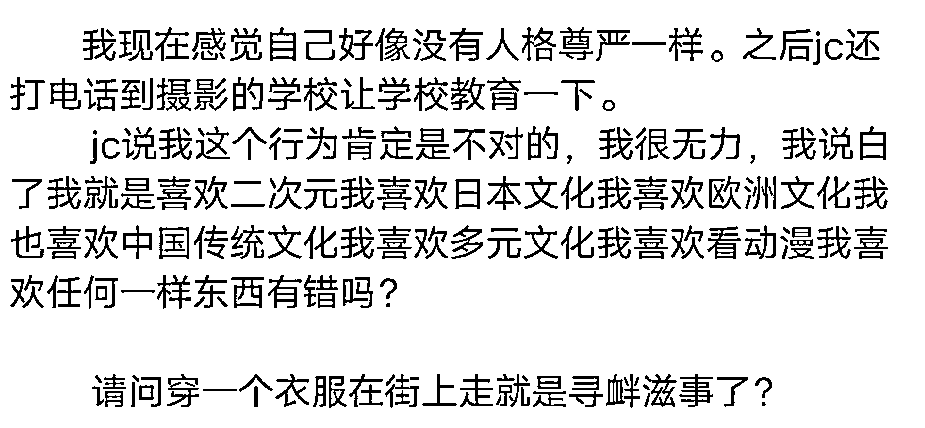 我现在感觉自己好像没有人格尊严一样。之后jc还
打电话到摄影的学校让学校教育一下。
jc说我这个行为肯定是不对的，我很无力，我说白
了我就是喜欢二次元我喜欢日本文化我喜欢欧洲文化我
也喜欢中国传统文化我喜欢多元文化我喜欢看动漫我喜
欢任何一样东西有错吗？
请问穿一个衣服在街上走就是寻衅滋事了？